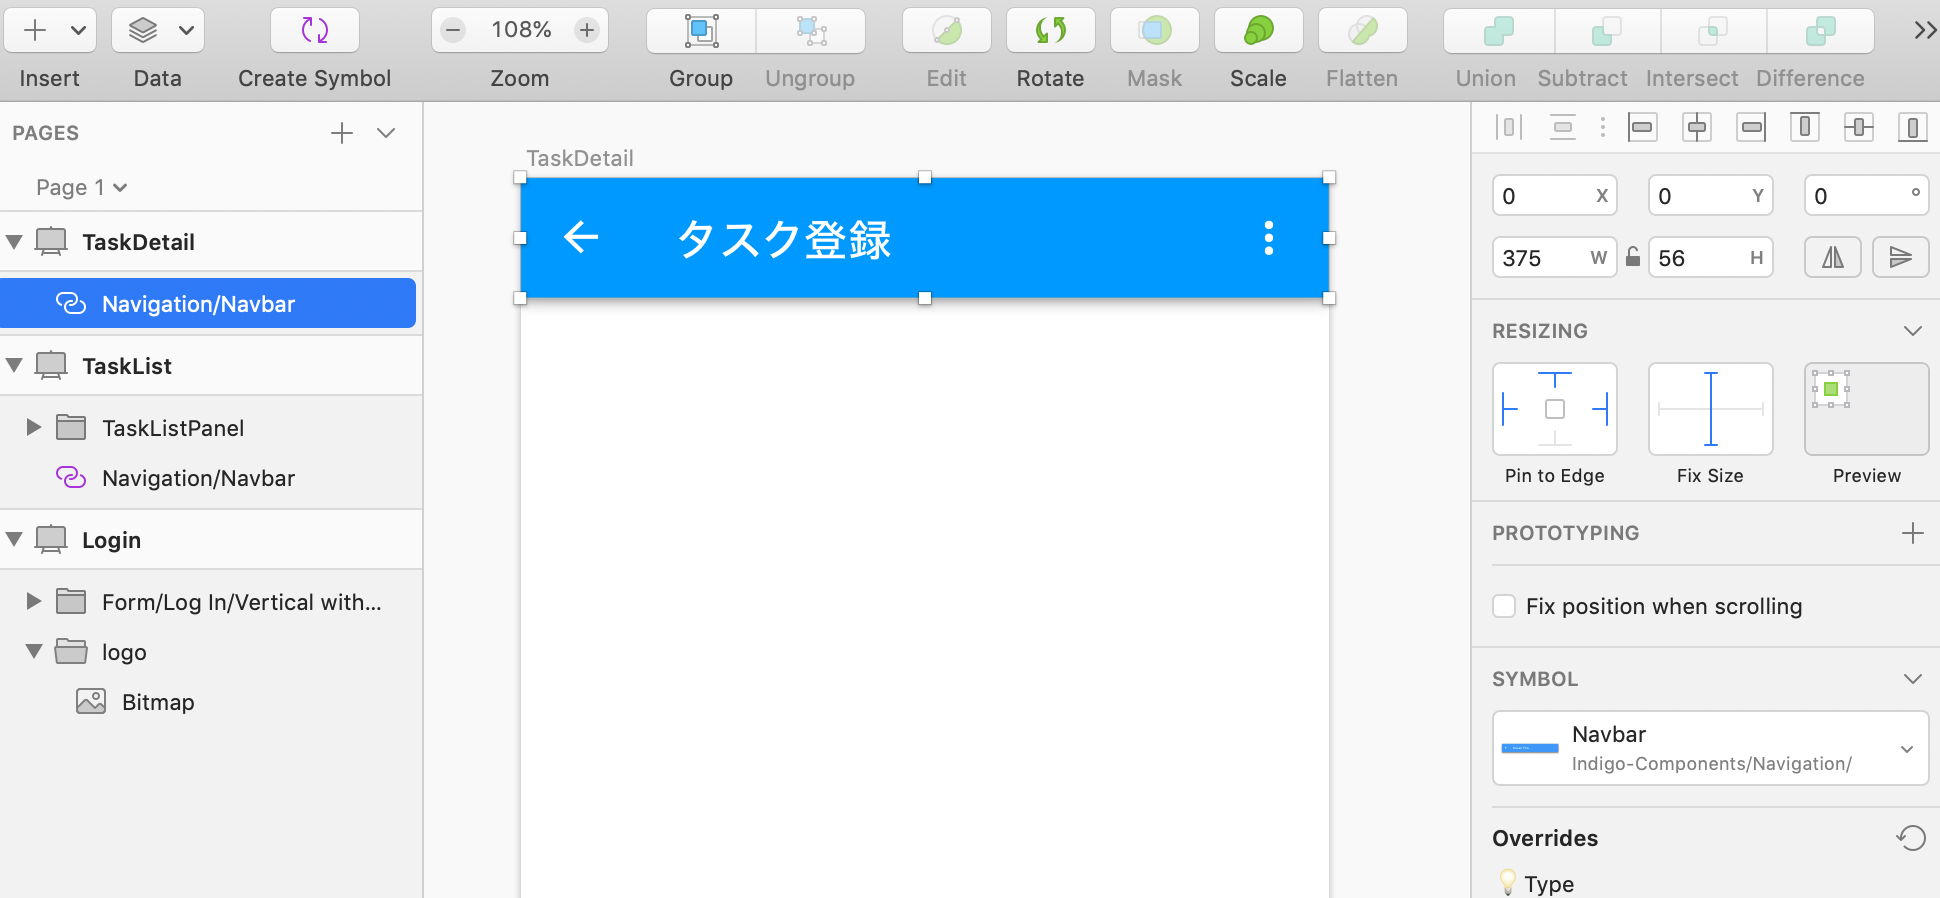 108%
Insert
Data
Create Symbol
Zoom
Group
Ungroup
Edit
Rotate
Mask
Scale
Flatten
Union
Subtract
Intersect
Difference
PAGES
Page 1
TaskDetail
Navigation/Navbar
TaskList
TaskListPanel
Navigation/Navbar
Login
Form/Log In/Vertical with...
logo
Bitmap
TaskDetail
タスク登録
0 X
0 Y
0 °
375 W
56 H
RESIZING
Pin to Edge
Fix Size
Preview
PROTOTYPING
Fix position when scrolling
SYMBOL
Navbar
Indigo-Components/Navigation/
Overrides
Type